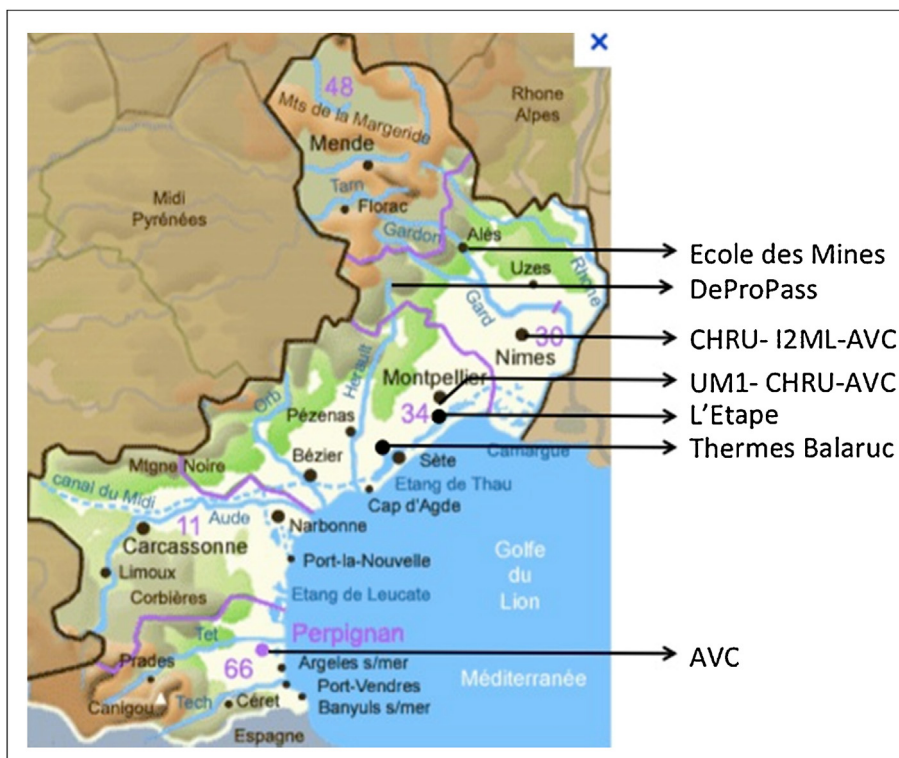 ×
48
Mts de la Margeride
Rhone
Alpes
Mende
Midi
Pyrénées
Tarn
Florac
Gardon
Alés
Uzes
Rhone
Gard
30
Nimes
Hérault
Montpellier
34
Orb
Pézenas
Bézier
Sète
Camargue
Mtgne Noire
Etang de Thau
Cap d'Agde
canal du Midi
11
Aude
Narbonne
Carcassonne
Port-la-Nouvelle
Golfe
du
Lion
Limoux
Corbières
Etang de Leucate
Tet
Perpignan
66
Prades
Argeles s/mer
Méditerranée
Port-Vendres
Canigou
Tech
Céret
Banyuls s/mer
Espagne
Ecole des Mines
DeProPass
CHRU- I2ML-AVC
UM1- CHRU-AVC
L'Etape
Thermes Balaruc
AVC